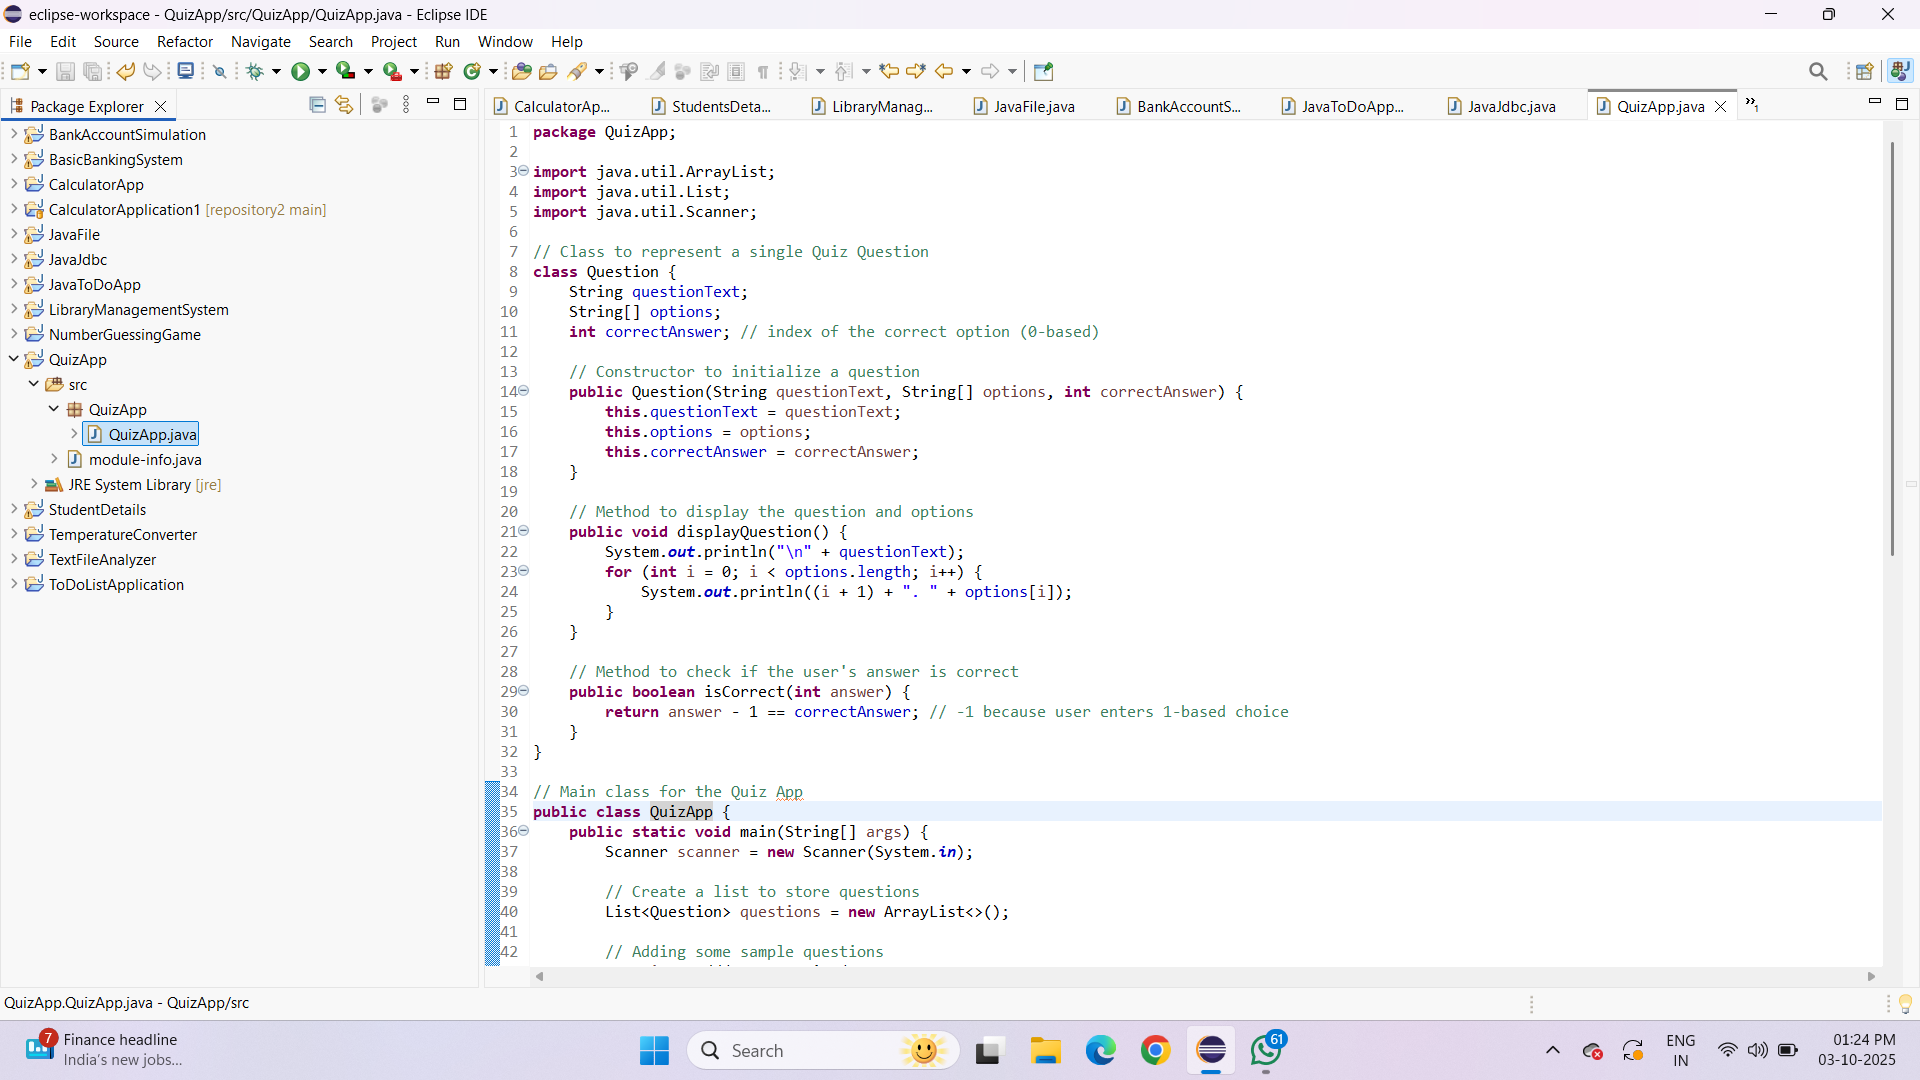 eclipse-workspace - QuizApp/src/QuizApp/QuizApp.java - Eclipse IDE
File Edit Source Refactor Navigate Search Project Run Window Help
Package Explorer
BankAccountSimulation
BasicBankingSystem
CalculatorApp
CalculatorApplication1 [repository2 main]
JavaFile
JavaJdbc
JavaToDoApp
LibraryManagementSystem
NumberGuessingGame
QuizApp
src
QuizApp
QuizApp.java
module-info.java
JRE System Library [jre]
StudentDetails
TemperatureConverter
TextFileAnalyzer
ToDoListApplication
CalculatorAp... StudentsDeta... LibraryManag... JavaFile.java BankAccountS... JavaToDoApp... JavaJdbc.java QuizApp.java »1
1 package QuizApp;
2
3 import java.util.ArrayList;
4 import java.util.List;
5 import java.util.Scanner;
6
7 // Class to represent a single Quiz Question
8 class Question {
9     String questionText;
10     String[] options;
11     int correctAnswer; // index of the correct option (0-based)
12
13     // Constructor to initialize a question
14     public Question(String questionText, String[] options, int correctAnswer) {
15         this.questionText = questionText;
16         this.options = options;
17         this.correctAnswer = correctAnswer;
18     }
19
20     // Method to display the question and options
21     public void displayQuestion() {
22         System.out.println("\n" + questionText);
23         for (int i = 0; i < options.length; i++) {
24             System.out.println((i + 1) + ". " + options[i]);
25         }
26     }
27
28     // Method to check if the user's answer is correct
29     public boolean isCorrect(int answer) {
30         return answer - 1 == correctAnswer; // -1 because user enters 1-based choice
31     }
32 }
33
34 // Main class for the Quiz App
35 public class QuizApp {
36     public static void main(String[] args) {
37         Scanner scanner = new Scanner(System.in);
38
39         // Create a list to store questions
40         List<Question> questions = new ArrayList<>();
41
42         // Adding some sample questions
QuizApp.QuizApp.java - QuizApp/src
7
Finance headline
India's new jobs...
Search
61
ENG
IN
01:24 PM
03-10-2025